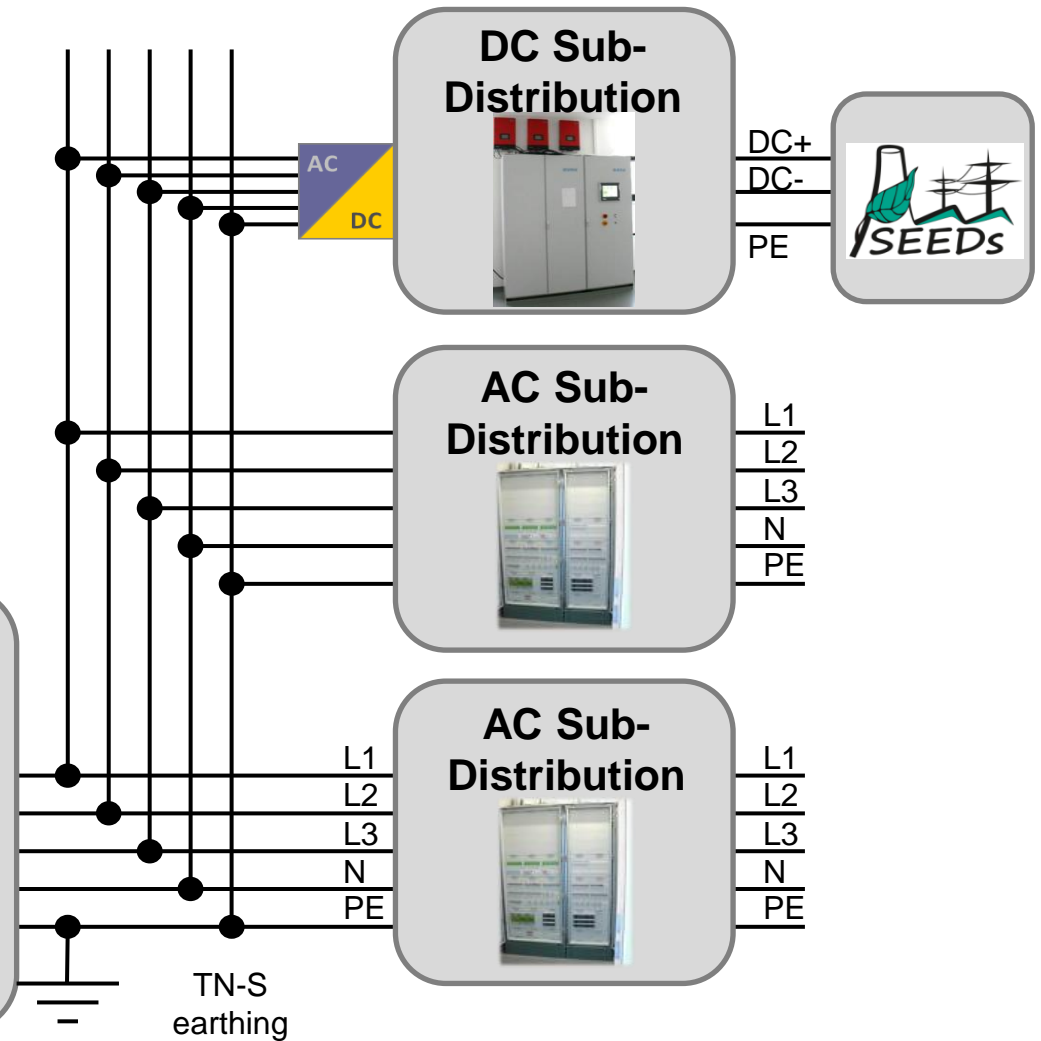 DC Sub-
Distribution
AC
DC
DC+
DC-
PE
SEEDs
AC Sub-
Distribution
L1
L2
L3
N
PE
AC Sub-
Distribution
L1
L2
L3
N
PE
L1
L2
L3
N
PE
TN-S
earthing